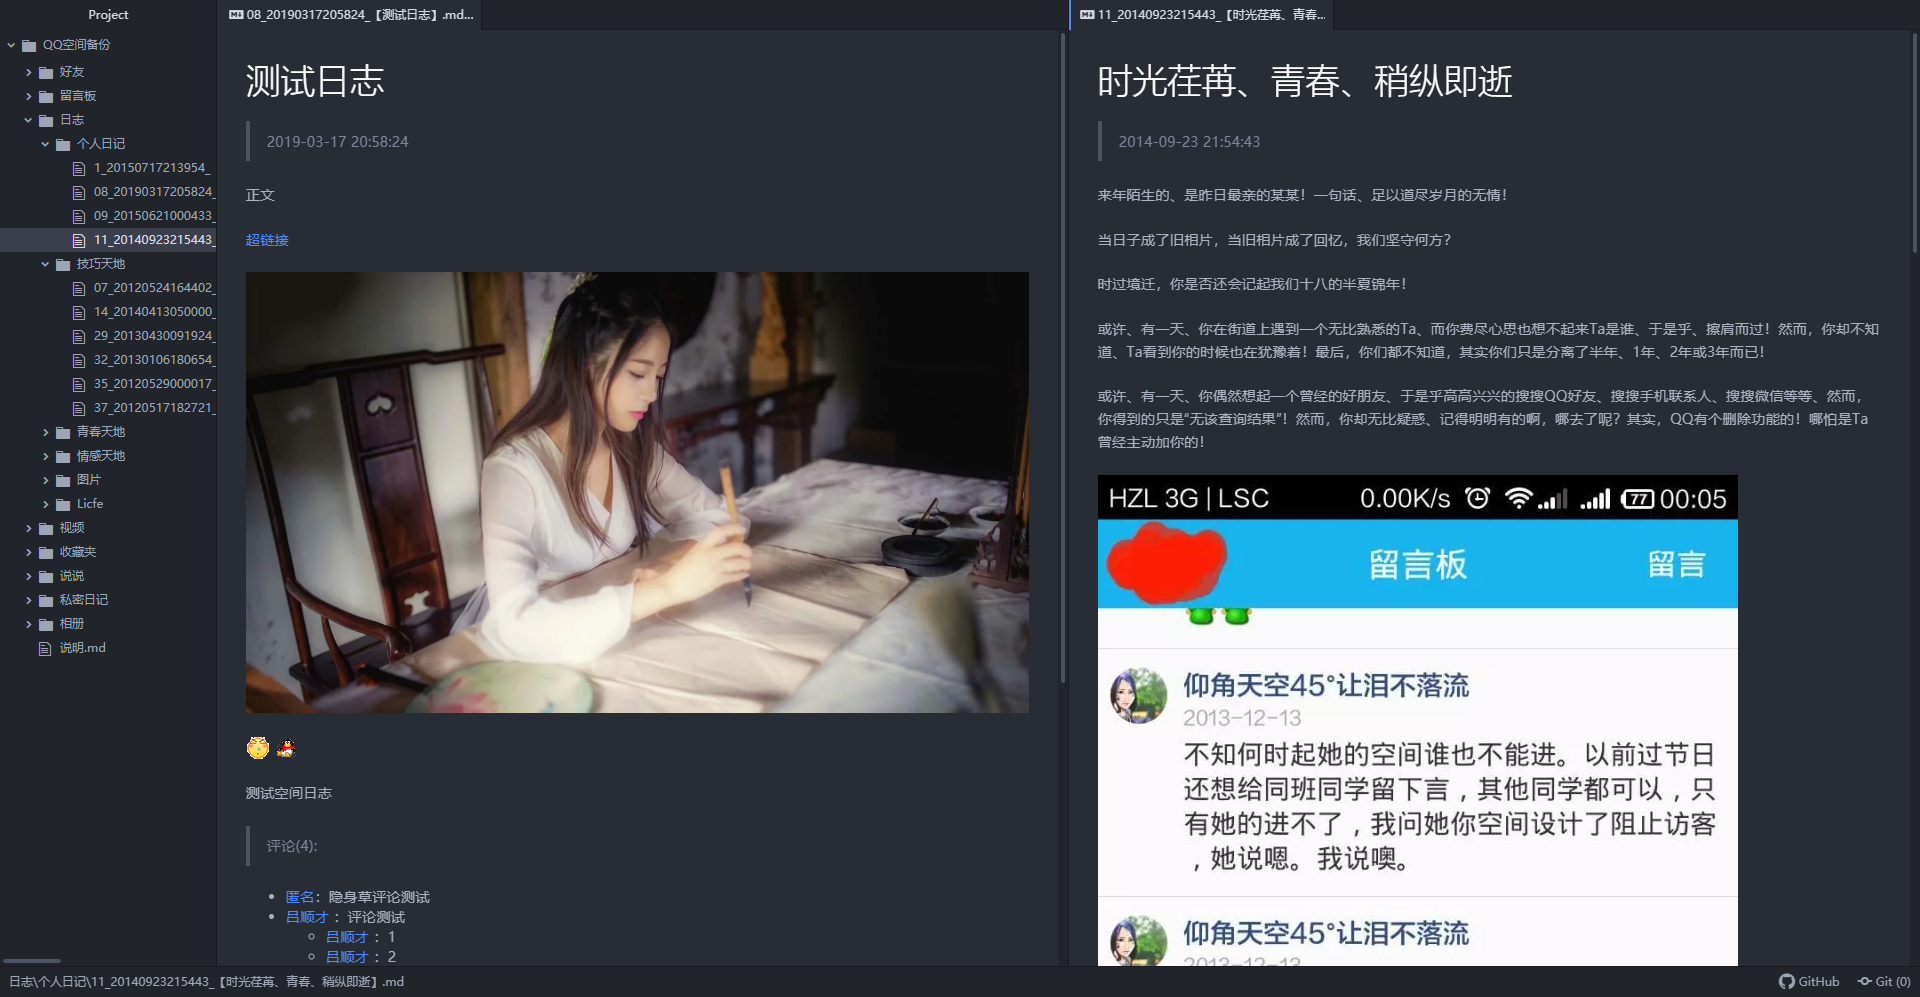 Project
QQ空间备份
好友
留言板
日志
个人日记
1_20150717213954_
08_20190317205824_
09_20150621000433_
11_20140923215443_
技巧天地
07_20120524164402_
14_20140413050000_
29_20130430091924_
32_20130106180654_
35_20120529000017_
37_20120517182721_
青春天地
情感天地
图片
Licfe
视频
收藏夹
说说
私密日记
相册
说明.md
08_20190317205824_【测试日志】.md...
测试日志
2019-03-17 20:58:24
正文
超链接
测试空间日志
评论(4):
匿名：隐身草评论测试
吕顺才 ：评论测试
吕顺才 ：1
吕顺才 ：2
11_20140923215443_【时光荏苒、青春...
时光荏苒、青春、稍纵即逝
2014-09-23 21:54:43
来年陌生的、是昨日最亲的某某！一句话、足以道尽岁月的无情！
当日子成了旧相片，当旧相片成了回忆，我们坚守何方？
时过境迁，你是否还会记起我们十八的半夏锦年！
或许、有一天、你在街道上遇到一个无比熟悉的Ta、而你费尽心思也想不起来Ta是谁、于是乎、擦肩而过！然而，你却不知
道、Ta看到你的时候也在犹豫着！最后，你们都不知道，其实你们只是分离了半年、1年、2年或3年而已！
或许、有一天、你偶然想起一个曾经的好朋友、于是乎高高兴兴的搜搜QQ好友、搜搜手机联系人、搜搜微信等等、然而，
你得到的只是“无该查询结果”！然而，你却无比疑惑、记得明明有的啊，哪去了呢？其实，QQ有个删除功能的！哪怕是Ta
曾经主动加你的！
HZL 3G | LSC 0.00K/s 77 00:05
留言板 留言
仰角天空45°让泪不落流
2013-12-13
不知何时起她的空间谁也不能进。以前过节日
还想给同班同学留下言，其他同学都可以，只
有她的进不了，我问她你空间设计了阻止访客
，她说嗯。我说噢。
仰角天空45°让泪不落流
2013-12-13
日志\个人日记\11_20140923215443_【时光荏苒、青春、稍纵即逝】.md
GitHub Git (0)